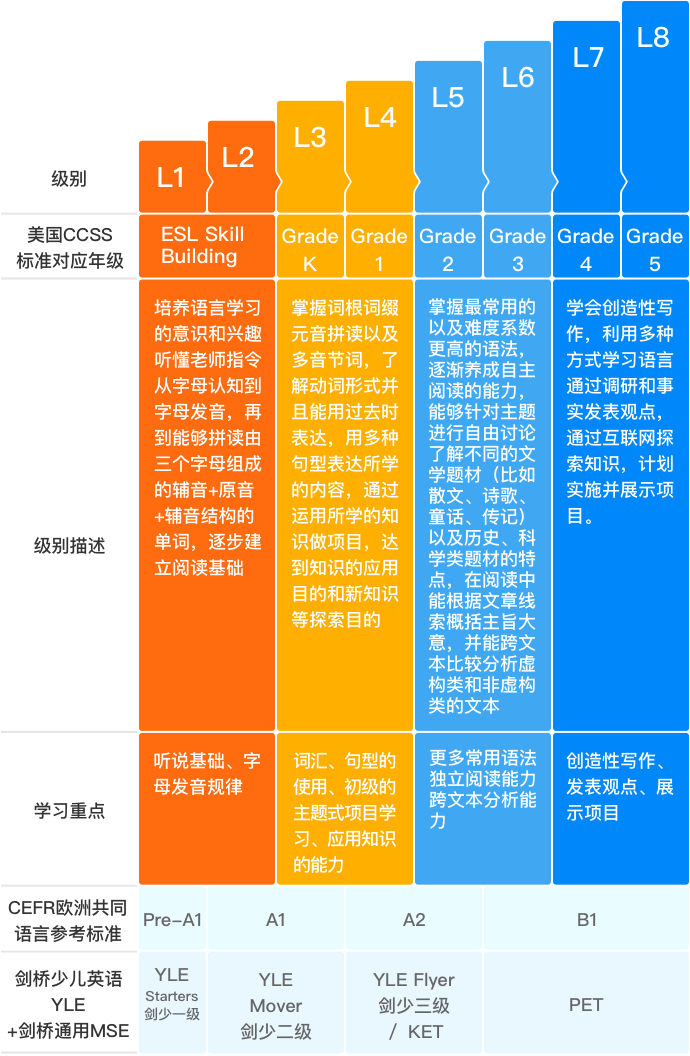 L1
L2
L3
L4
L5
L6
L7
L8
级别
美国CCSS
标准对应年级
ESL Skill
Building
Grade
K
Grade
1
Grade
2
Grade
3
Grade
4
Grade
5
级别描述
培养语言学习
的意识和兴趣
听懂老师指令
从字母认知到
字母发音，再
到能够拼读由
三个字母组成
的辅音+原音
+辅音结构的
单词，逐步建
立阅读基础
掌握词根词缀
元音拼读以及
多音节词，了
解动词形式并
且能用过去时
表达，用多种
句型表达所学
的内容，通过
运用所学的知
识做项目，达
到知识的应用
目的和新知识
等探索目的
掌握最常用的
以及难度系数
更高的语法，
逐渐养成自主
阅读的能力，
能够针对主题
进行自由讨论
了解不同的文
学题材（比如
散文、诗歌、
童话、传记）
以及历史、科
学类题材的特
点，在阅读中
能根据文章线
索概括主旨大
意，并能跨文
本比较分析虚
构类和非虚构
类的文本
学会创造性写
作，利用多种
方式学习语言
通过调研和事
实发表观点，
通过互联网探
索知识，计划
实施并展示项
目。
学习重点
听说基础、字
母发音规律
词汇、句型的
使用、初级的
主题式项目学
习、应用知识
的能力
更多常用语法
独立阅读能力
跨文本分析能
力
创造性写作、
发表观点、展
示项目
CEFR欧洲共同
语言参考标准
Pre-A1
A1
A2
B1
剑桥少儿英语
YLE
+剑桥通用MSE
YLE
Starters
剑少一级
YLE
Mover
剑少二级
YLE Flyer
剑少三级
/ KET
PET